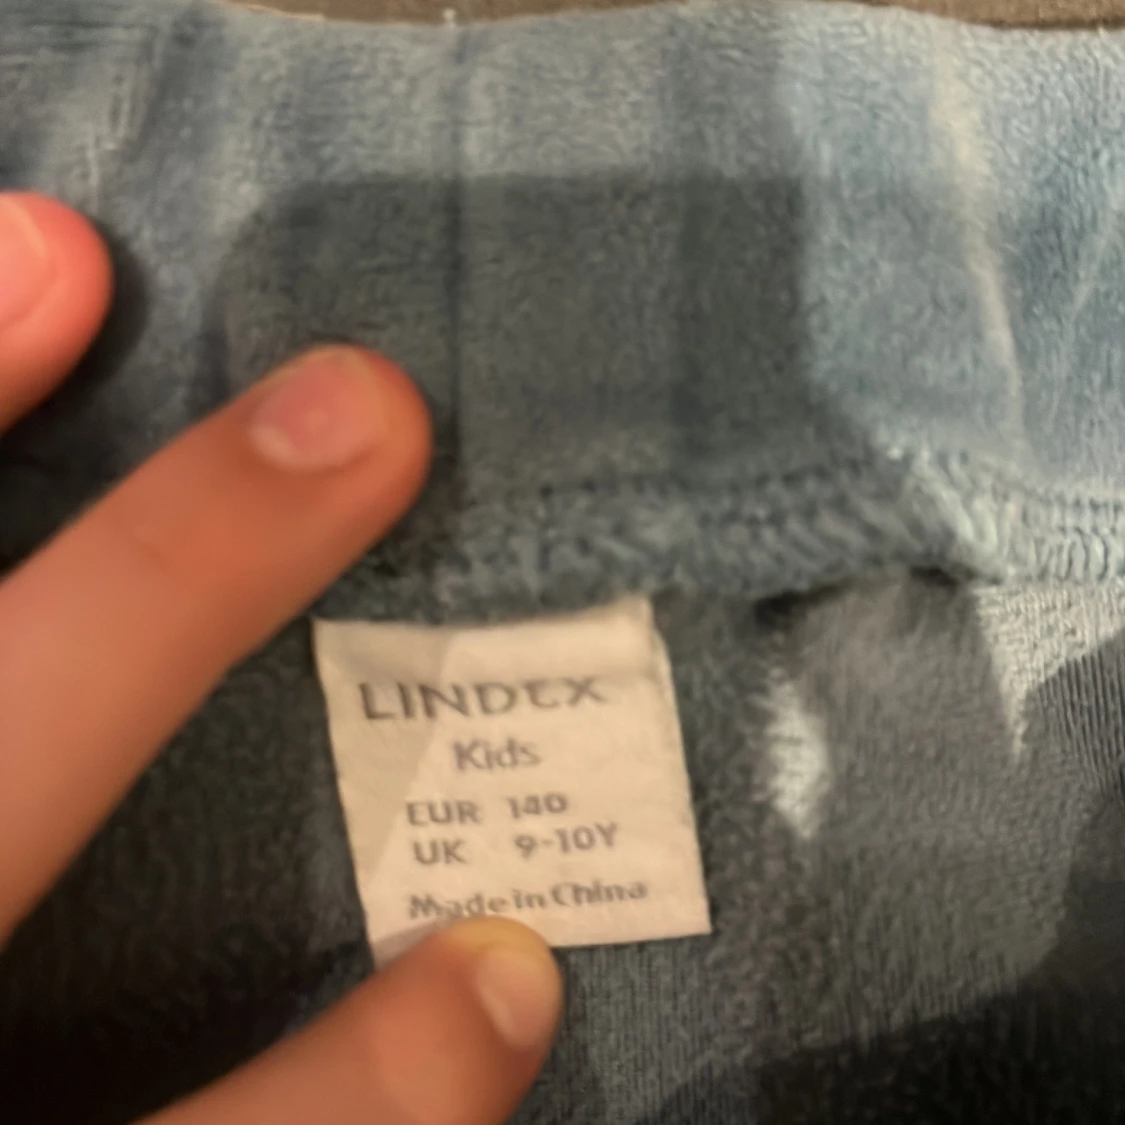 LINDEX
Kids
EUR 140
UK 9-10Y
Made in China